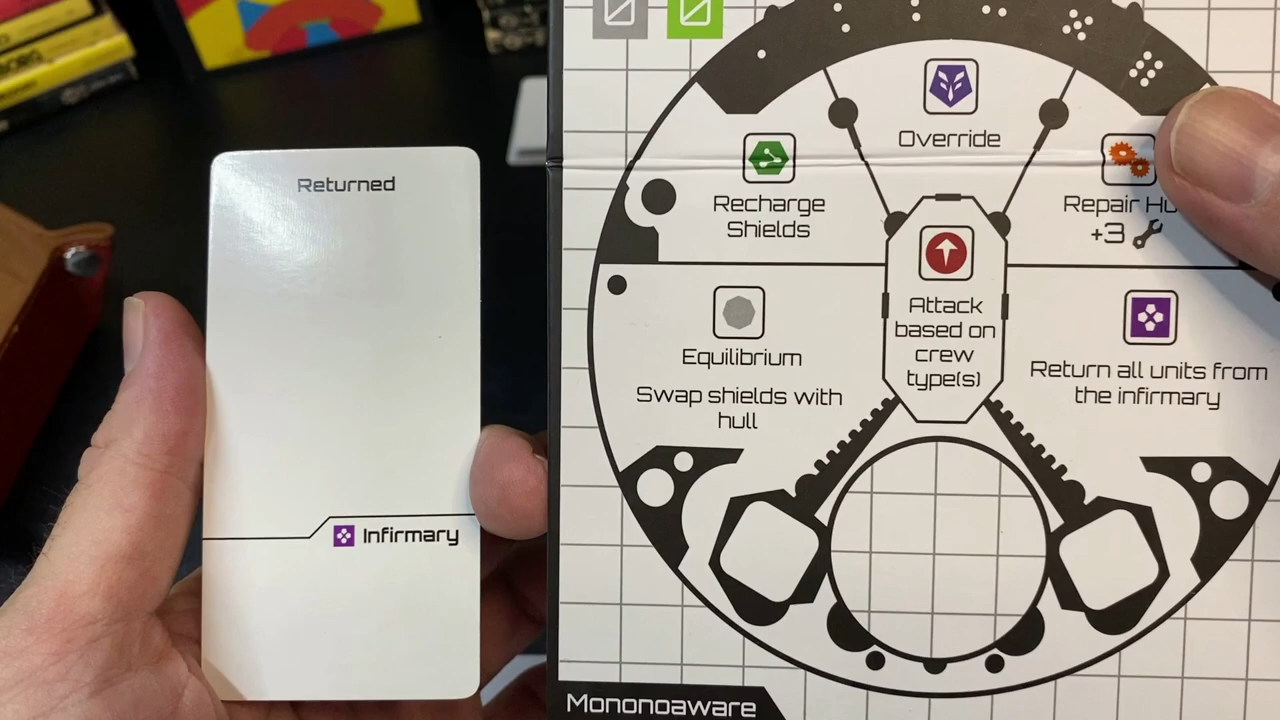 Returned
Infirmary
Override
Recharge
Shields
Repair
+3
Attack
based on
crew
type(s)
Equilibrium
Swap shields with
hull
Return all units from
the infirmary
Mononoaware